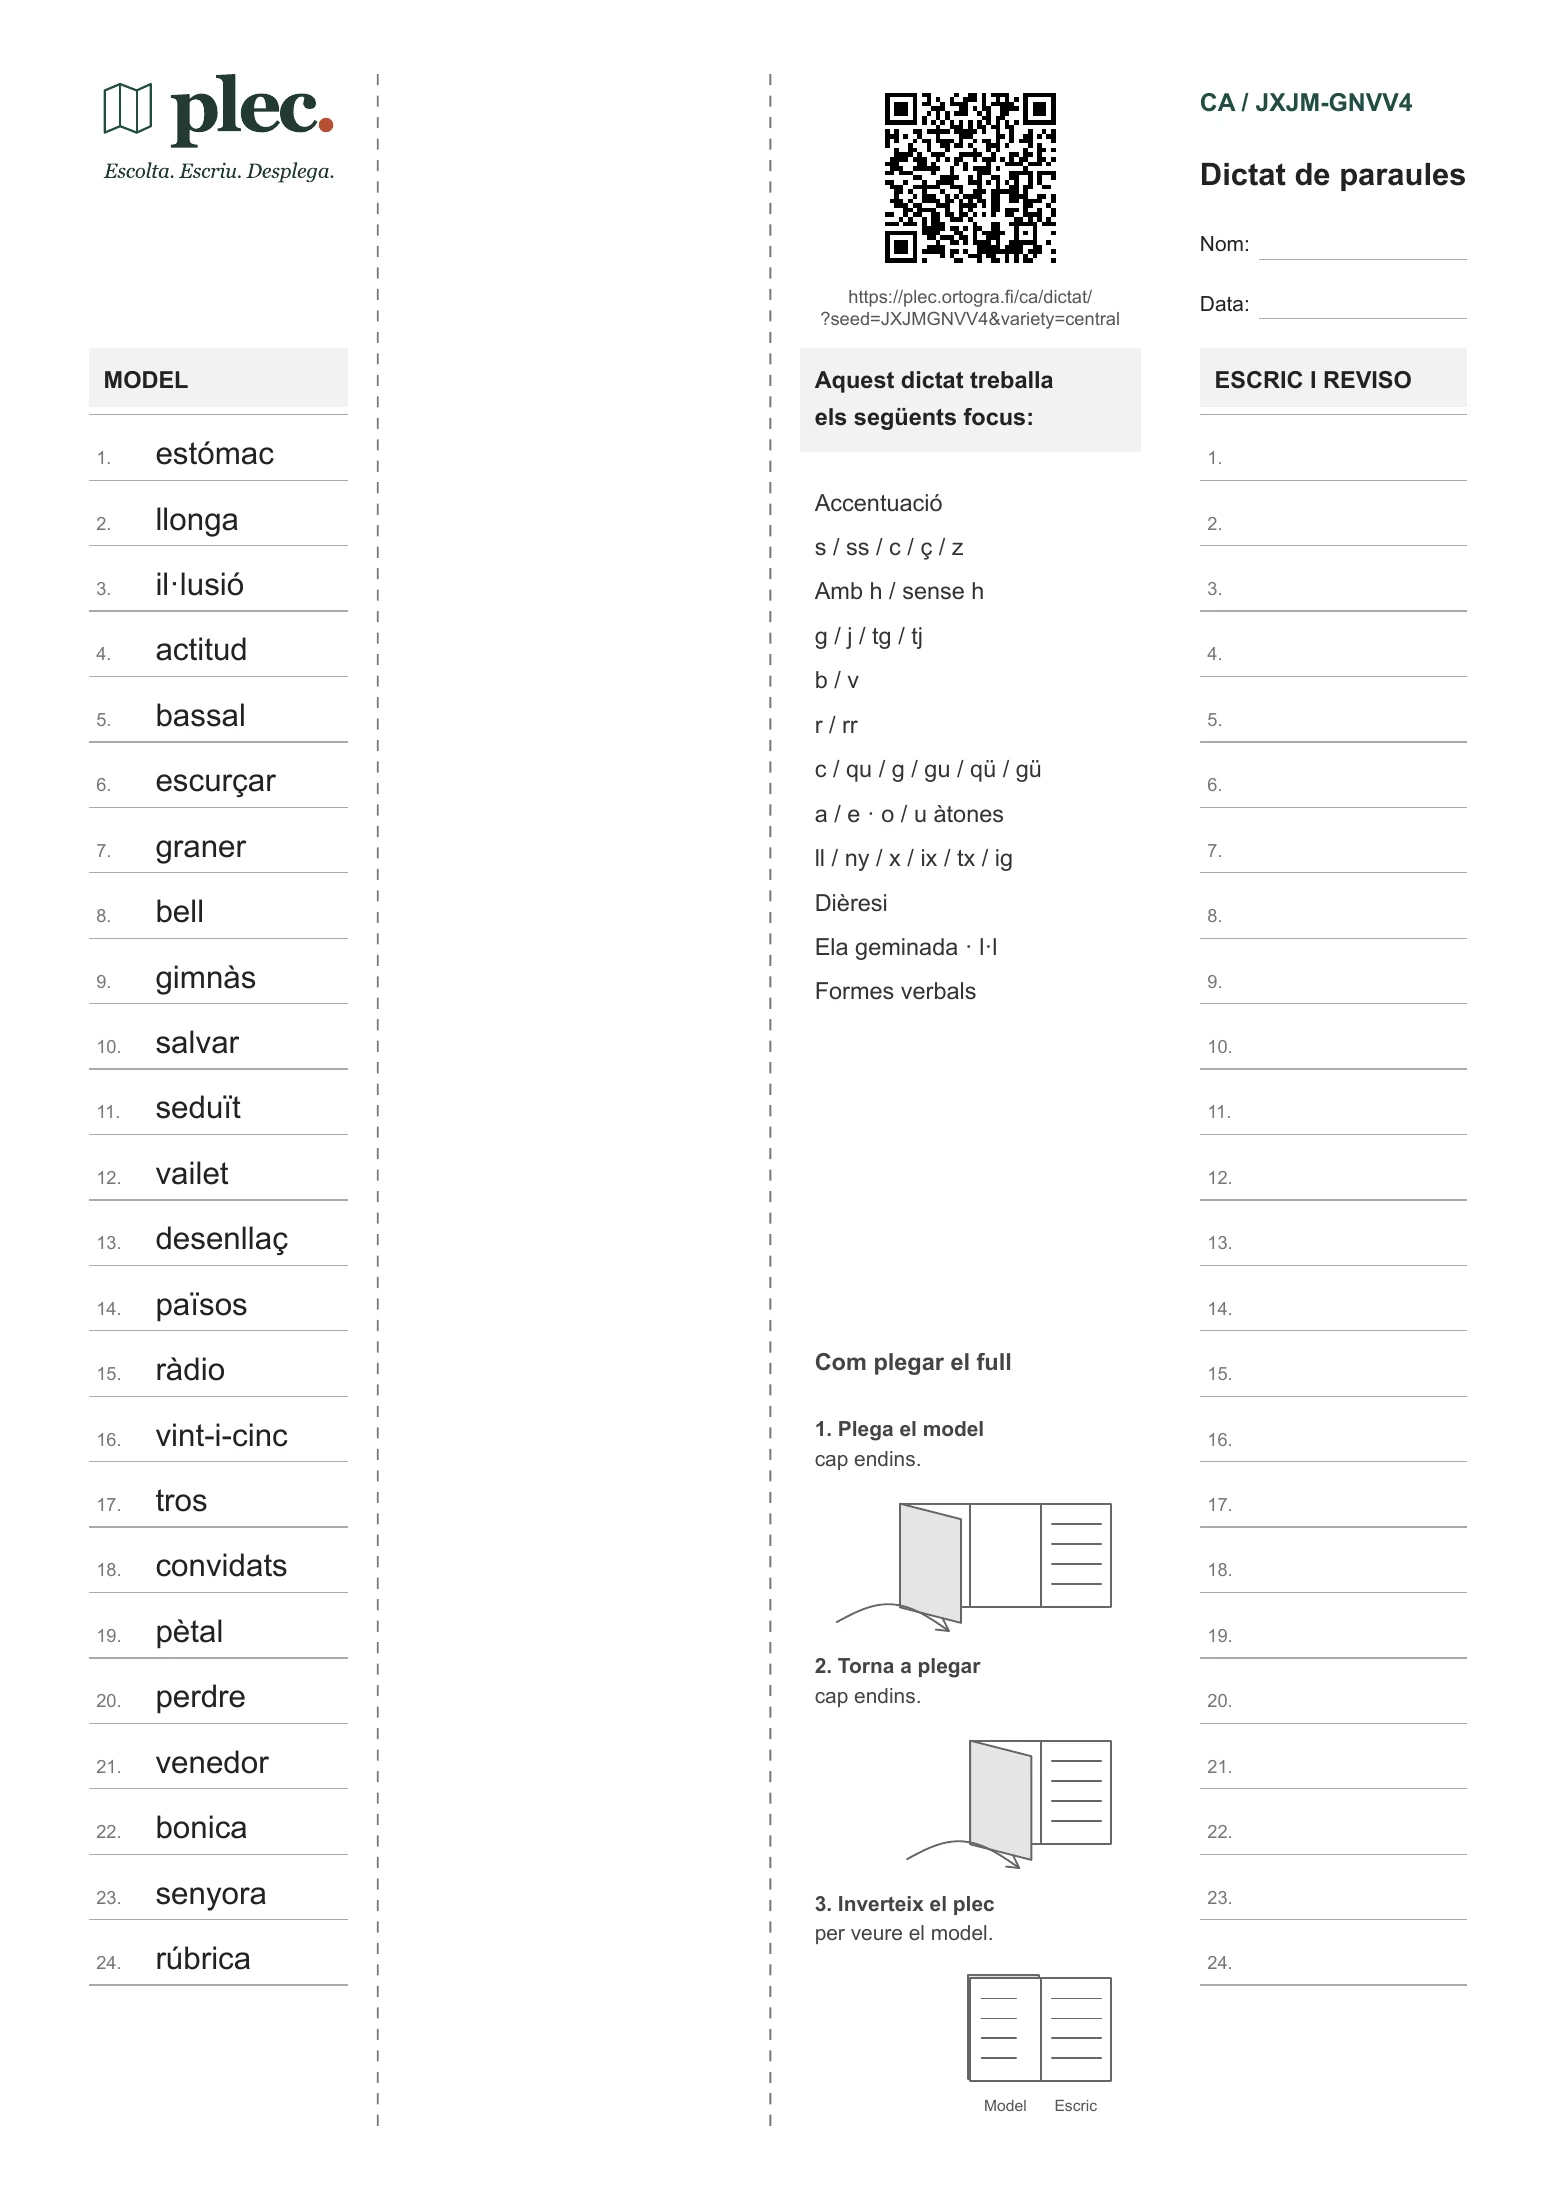 plec.
Escolta. Escriu. Desplega.
MODEL
1. estómac
2. llonga
3. il·lusió
4. actitud
5. bassal
6. escurçar
7. graner
8. bell
9. gimnàs
10. salvar
11. seduït
12. vailet
13. desenllaç
14. països
15. ràdio
16. vint-i-cinc
17. tros
18. convidats
19. pètal
20. perdre
21. venedor
22. bonica
23. senyora
24. rúbrica
https://plec.ortogra.fi/ca/dictat/
?seed=JXJMGNVV4&variety=central
Aquest dictat treballa
els següents focus:
Accentuació
s / ss / c / ç / z
Amb h / sense h
g / j / tg / tj
b / v
r / rr
c / qu / g / gu / qü / gü
a / e · o / u àtones
ll / ny / x / ix / tx / ig
Dièresi
Ela geminada · l·l
Formes verbals
Com plegar el full
1. Plega el model
cap endins.
2. Torna a plegar
cap endins.
3. Inverteix el plec
per veure el model.
Model Escric
CA / JXJM-GNVV4
Dictat de paraules
Nom:
Data:
ESCRIC I REVISO
1.
2.
3.
4.
5.
6.
7.
8.
9.
10.
11.
12.
13.
14.
15.
16.
17.
18.
19.
20.
21.
22.
23.
24.